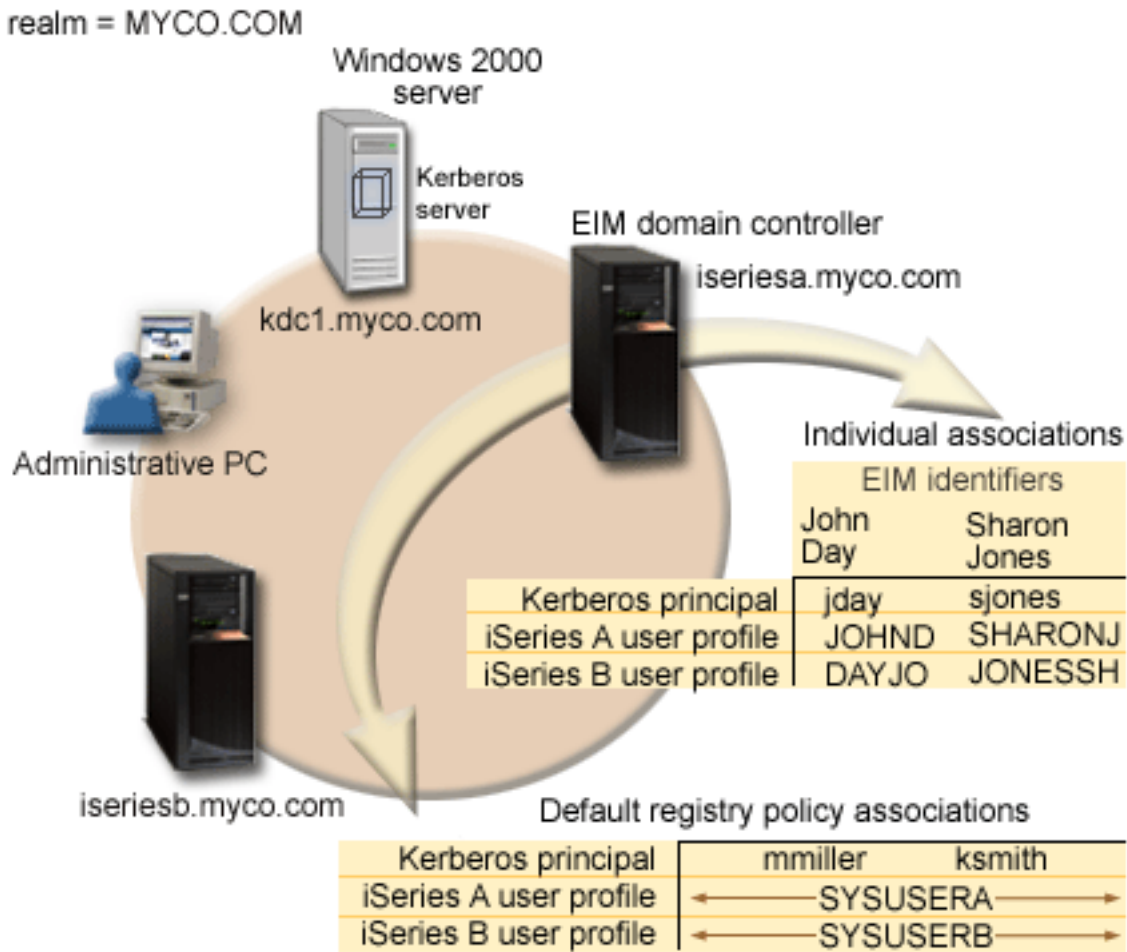 realm = MYCO.COM
Windows 2000
server
Kerberos
server
kdc1.myco.com
EIM domain controller
iseriesa.myco.com
Administrative PC
Individual associations
EIM identifiers
John Sharon
Day Jones
Kerberos principal jday sjones
iSeries A user profile JOHND SHARONJ
iSeries B user profile DAYJO JONESSH
iseriesb.myco.com
Default registry policy associations
Kerberos principal mmiller ksmith
iSeries A user profile SYSUSERA
iSeries B user profile SYSUSERB